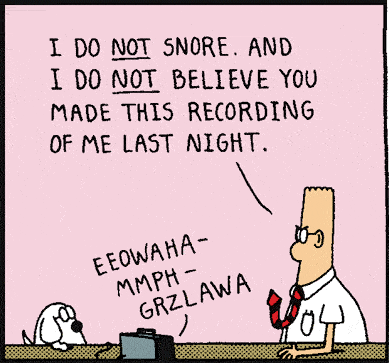 I DO NOT SNORE. AND
I DO NOT BELIEVE YOU
MADE THIS RECORDING
OF ME LAST NIGHT.
EEOWAHA-
MMPH-
GRZLAWA